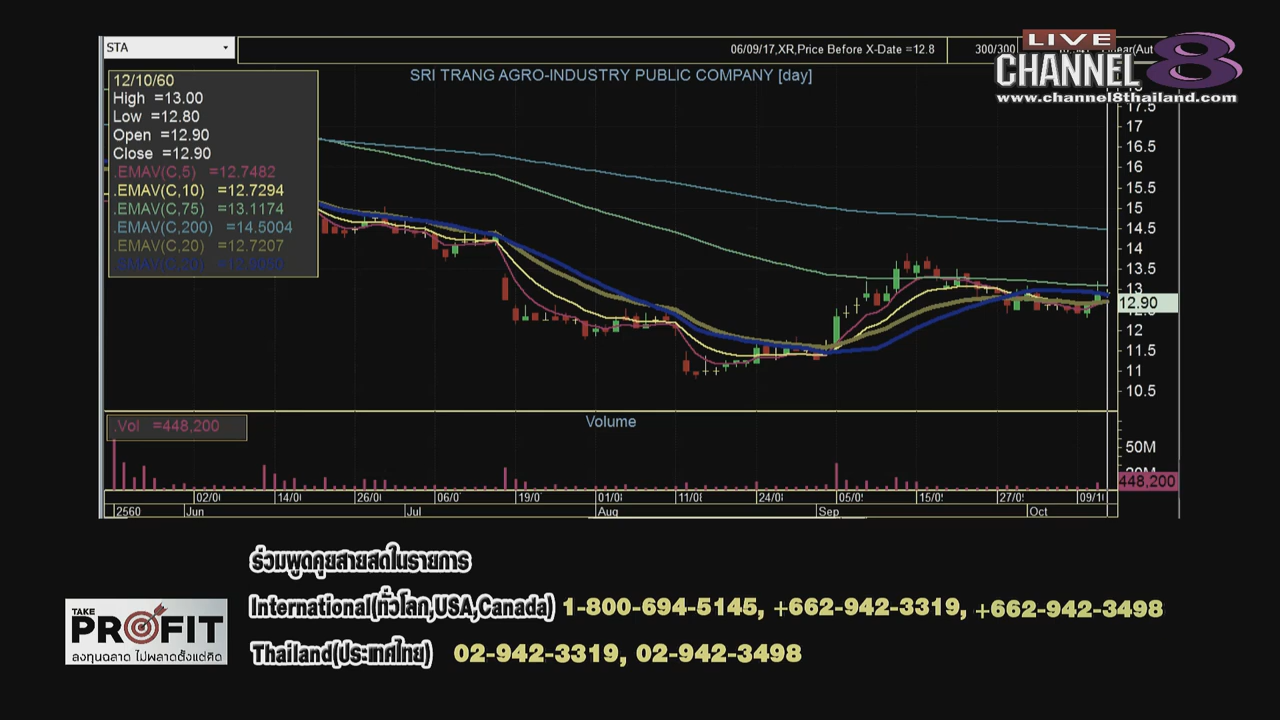 STA
06/09/17,XR,Price Before X-Date =12.8
300/300
LIVE
CHANNEL 8
www.channel8thailand.com
SRI TRANG AGRO-INDUSTRY PUBLIC COMPANY [day]
12/10/60
High =13.00
Low =12.80
Open =12.90
Close =12.90
.EMAV(C,5) =12.7482
.EMAV(C,10) =12.7294
.EMAV(C,75) =13.1174
.EMAV(C,200) =14.5004
.EMAV(C,20) =12.7207
17.5
17
16.5
16
15.5
15
14.5
14
13.5
13
12.90
12
11.5
11
10.5
.Vol =448,200
Volume
50M
448,200
02/0
14/0
26/0
06/0
19/0
01/0
11/0
24/0
05/0
15/0
27/0
09/1
2560 Jun Jul Aug Sep Oct
ร่วมพูดคุยสายสดในรายการ
International(ทั่วโลก,USA,Canada) 1-800-694-5145, +662-942-3319, +662-942-3498
Thailand(ประเทศไทย) 02-942-3319, 02-942-3498
TAKE
PROFIT
ลงทุนฉลาด ไม่พลาดตั้งแต่คิด